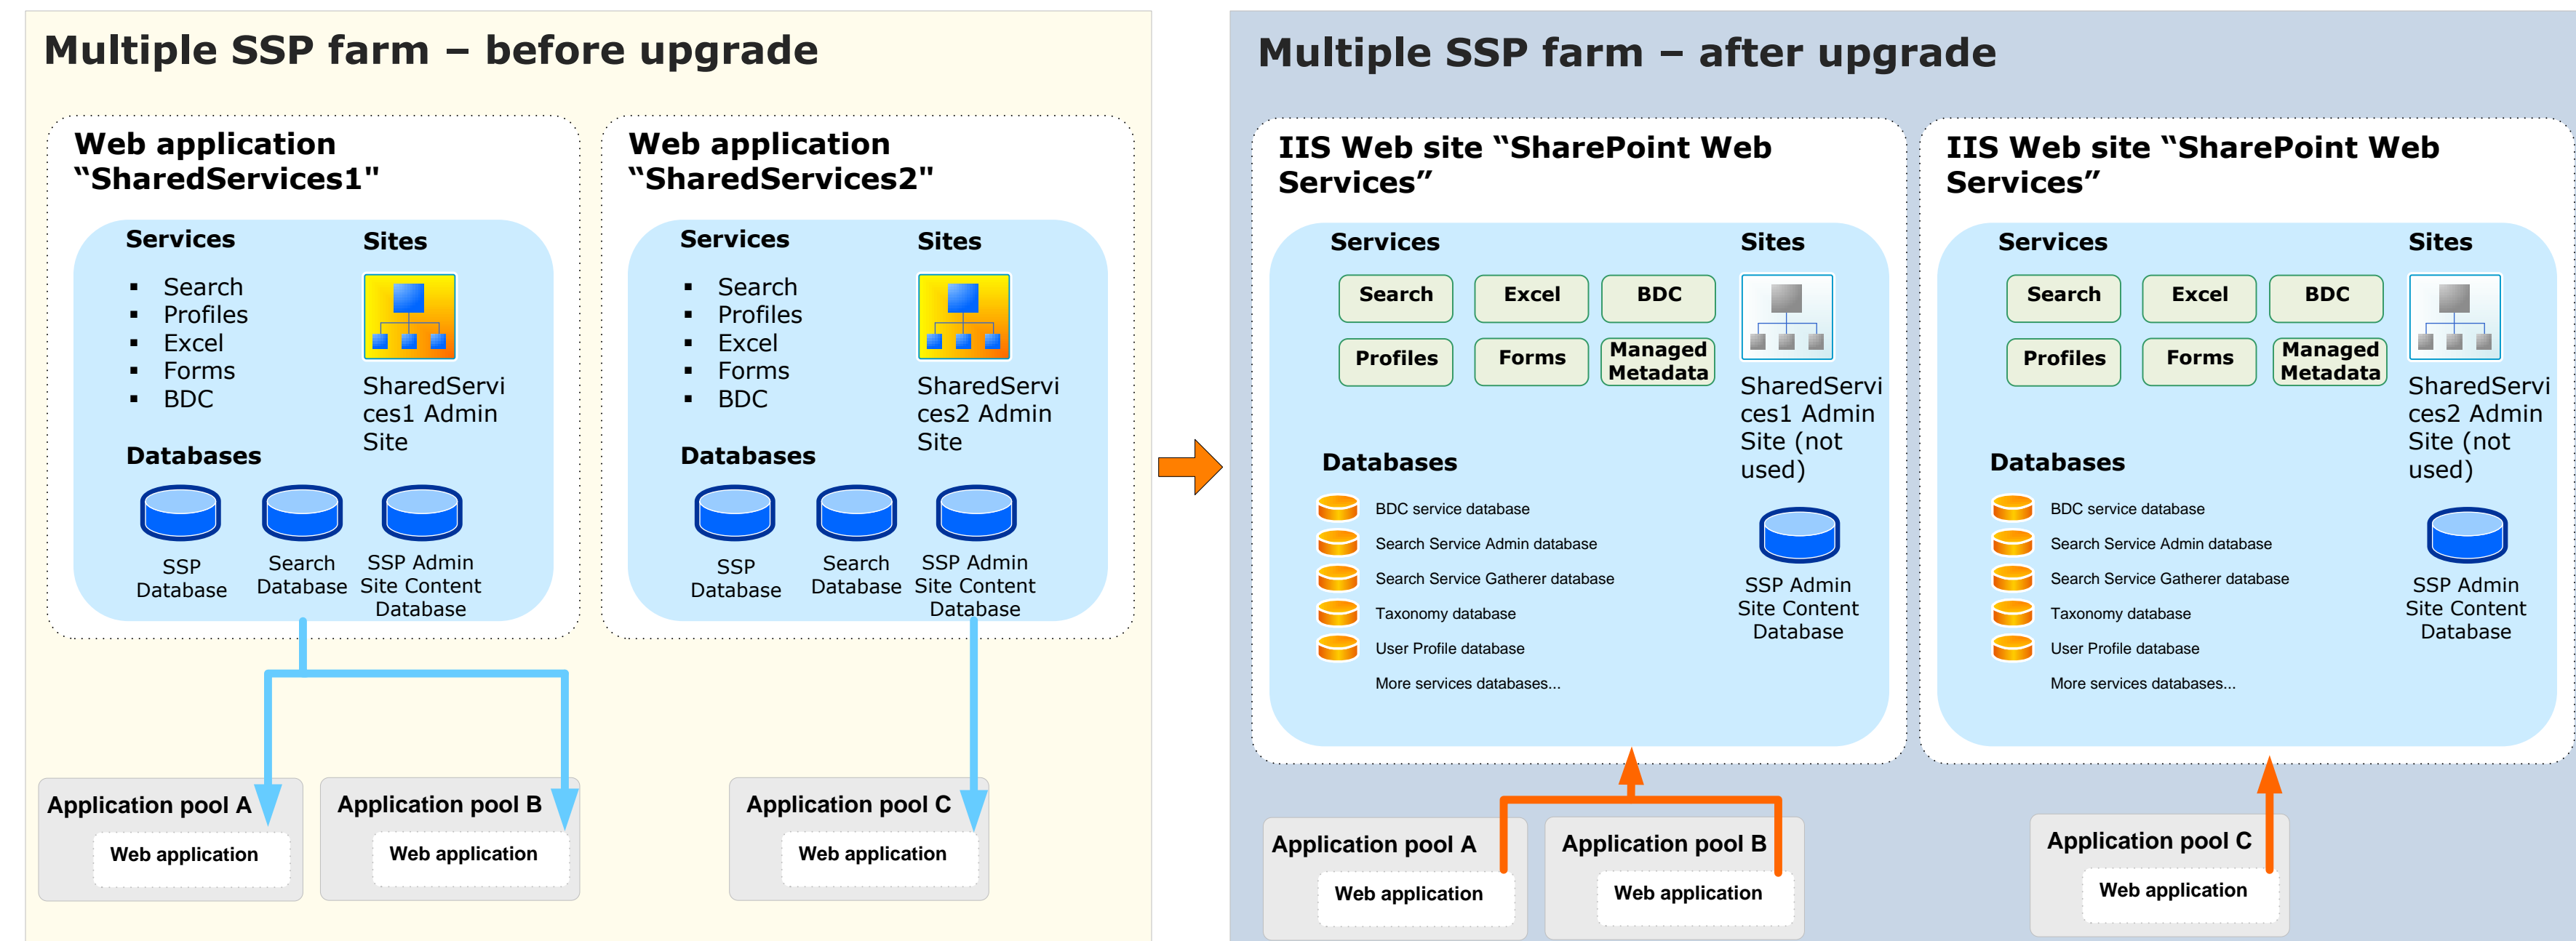 Multiple SSP farm – before upgrade
Web application
“SharedServices1"
Services
▪ Search
▪ Profiles
▪ Excel
▪ Forms
▪ BDC
Sites
SharedServi
ces1 Admin
Site
Databases
SSP
Database
Search
Database
SSP Admin
Site Content
Database
Web application
“SharedServices2"
Services
▪ Search
▪ Profiles
▪ Excel
▪ Forms
▪ BDC
Sites
SharedServi
ces2 Admin
Site
Databases
SSP
Database
Search
Database
SSP Admin
Site Content
Database
Application pool A
Web application
Application pool B
Web application
Application pool C
Web application
Multiple SSP farm – after upgrade
IIS Web site “SharePoint Web
Services”
Services
Search
Excel
BDC
Profiles
Forms
Managed
Metadata
Sites
SharedServi
ces1 Admin
Site (not
used)
Databases
BDC service database
Search Service Admin database
Search Service Gatherer database
Taxonomy database
User Profile database
More services databases...
SSP Admin
Site Content
Database
IIS Web site “SharePoint Web
Services”
Services
Search
Excel
BDC
Profiles
Forms
Managed
Metadata
Sites
SharedServi
ces2 Admin
Site (not
used)
Databases
BDC service database
Search Service Admin database
Search Service Gatherer database
Taxonomy database
User Profile database
More services databases...
SSP Admin
Site Content
Database
Application pool A
Web application
Application pool B
Web application
Application pool C
Web application